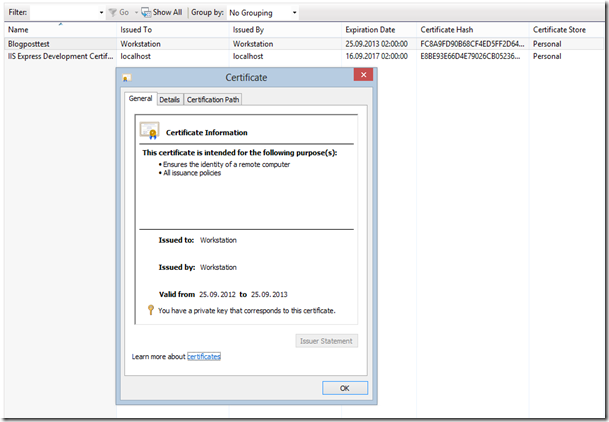 Filter: Go Show All Group by: No Grouping
Name Issued To Issued By Expiration Date Certificate Hash Certificate Store
Blogposttest Workstation Workstation 25.09.2013 02:00:00 FC8A9FD90B68CF4ED5FF2D64... Personal
IIS Express Development Certif... localhost localhost 16.09.2017 02:00:00 E8BE93E66D4E79026CB05236... Personal
Certificate
General Details Certification Path
Certificate Information
This certificate is intended for the following purpose(s):
• Ensures the identity of a remote computer
• All issuance policies
Issued to: Workstation
Issued by: Workstation
Valid from 25.09.2012 to 25.09.2013
You have a private key that corresponds to this certificate.
Issuer Statement
Learn more about certificates
OK